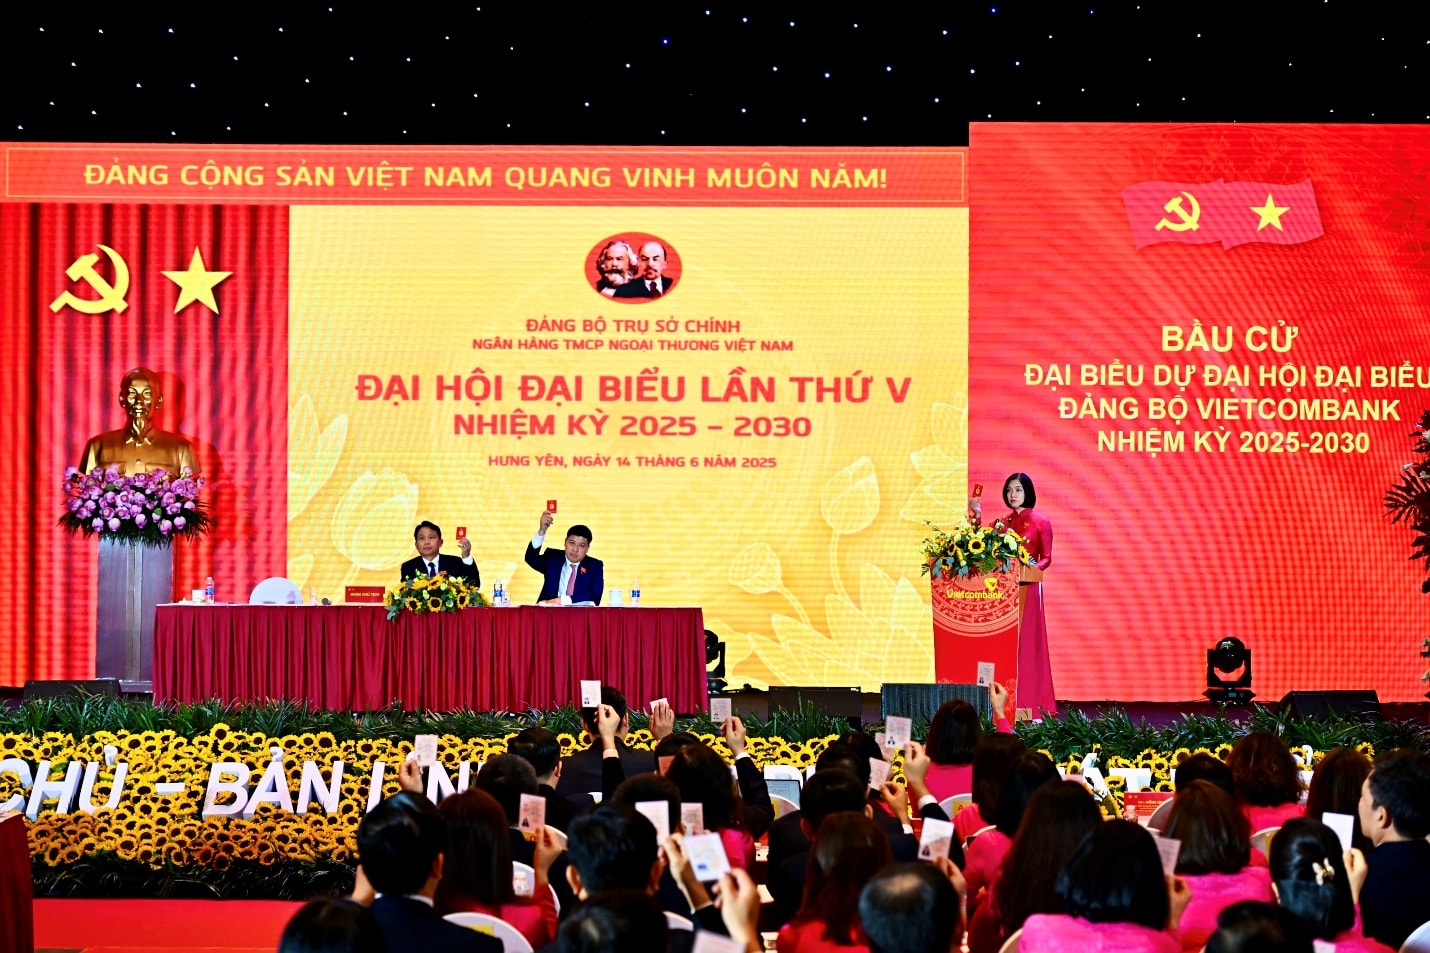 ĐẢNG CỘNG SẢN VIỆT NAM QUANG VINH MUÔN NĂM!
ĐẢNG BỘ TRỤ SỞ CHÍNH
NGÂN HÀNG TMCP NGOẠI THƯƠNG VIỆT NAM
ĐẠI HỘI ĐẠI BIỂU LẦN THỨ V
NHIỆM KỲ 2025 – 2030
HƯNG YÊN, NGÀY 14 THÁNG 6 NĂM 2025
BẦU CỬ
ĐẠI BIỂU DỰ ĐẠI HỘI ĐẠI BIỂU
ĐẢNG BỘ VIETCOMBANK
NHIỆM KỲ 2025-2030
ĐOÀN CHỦ TỊCH
Vietcombank
CHỦ - BẢN LĨN